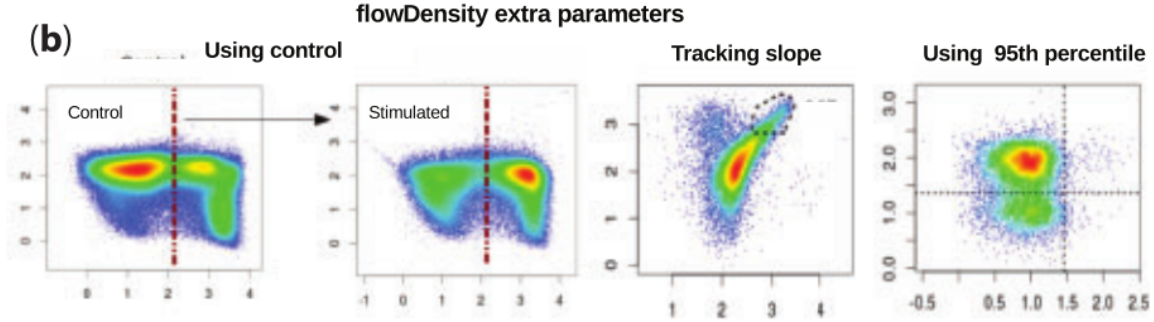 flowDensity extra parameters
(b)
Using control
Tracking slope
Using 95th percentile
Control
Stimulated
4
3
2
1
0
0 1 2 3 4
4
3
2
1
0
-1 0 1 2 3 4
3
2
1
0
1 2 3 4
3.0
2.0
1.0
0.0
-0.5 0.5 1.0 1.5 2.0 2.5